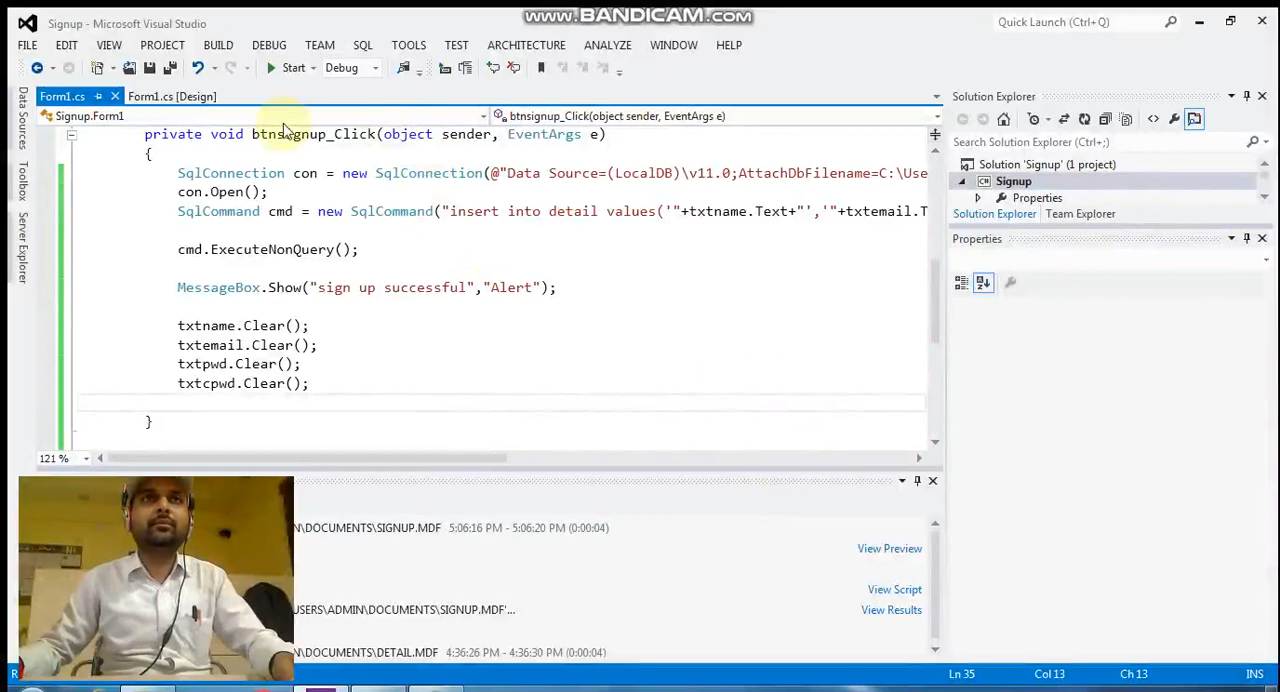 www.BANDICAM.com
Signup - Microsoft Visual Studio
Quick Launch (Ctrl+Q)
FILE EDIT VIEW PROJECT BUILD DEBUG TEAM SQL TOOLS TEST ARCHITECTURE ANALYZE WINDOW HELP
Start Debug
Form1.cs Form1.cs [Design]
Signup.Form1 btnsignup_Click(object sender, EventArgs e)
private void btnsignup_Click(object sender, EventArgs e)
{
SqlConnection con = new SqlConnection(@"Data Source=(LocalDB)\v11.0;AttachDbFilename=C:\Use
con.Open();
SqlCommand cmd = new SqlCommand("insert into detail values('"+txtname.Text+"','"+txtemail.T
cmd.ExecuteNonQuery();
MessageBox.Show("sign up successful","Alert");
txtname.Clear();
txtemail.Clear();
txtpwd.Clear();
txtcpwd.Clear();
}
121 %
Data Sources
Toolbox
Server Explorer
Solution Explorer
Search Solution Explorer (Ctrl+;)
Solution 'Signup' (1 project)
C# Signup
Properties
Solution Explorer Team Explorer
Properties
N\DOCUMENTS\SIGNUP.MDF 5:06:16 PM - 5:06:20 PM (0:00:04)
View Preview
View Script
USERS\ADMIN\DOCUMENTS\SIGNUP.MDF'...
View Results
N\DOCUMENTS\DETAIL.MDF 4:36:26 PM - 4:36:30 PM (0:00:04)
R
Ln 35 Col 13 Ch 13 INS